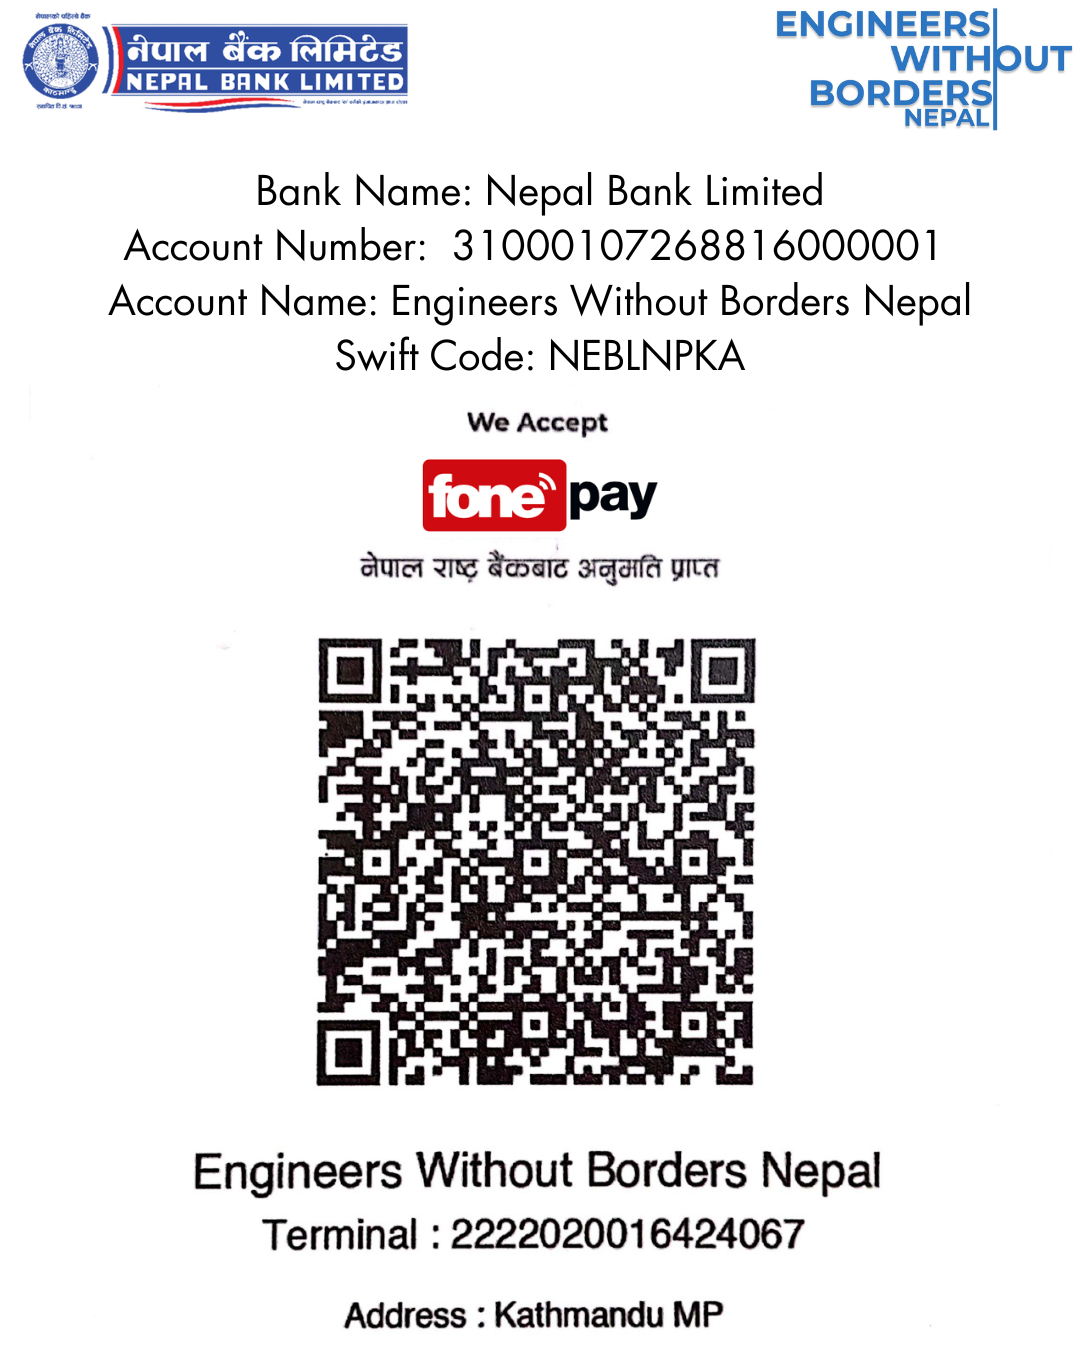 नेपालको पहिलो बैंक
नेपाल बैंक लिमिटेड
काठमाण्डू
नेपाल बैंक लिमिटेड
NEPAL BANK LIMITED
ENGINEERS
WITHOUT
BORDERS
NEPAL
Bank Name: Nepal Bank Limited
Account Number: 31000107268816000001
Account Name: Engineers Without Borders Nepal
Swift Code: NEBLNPKA
We Accept
fonepay
नेपाल राष्ट्र बैंकबाट अनुमति प्राप्त
Engineers Without Borders Nepal
Terminal : 2222020016424067
Address : Kathmandu MP